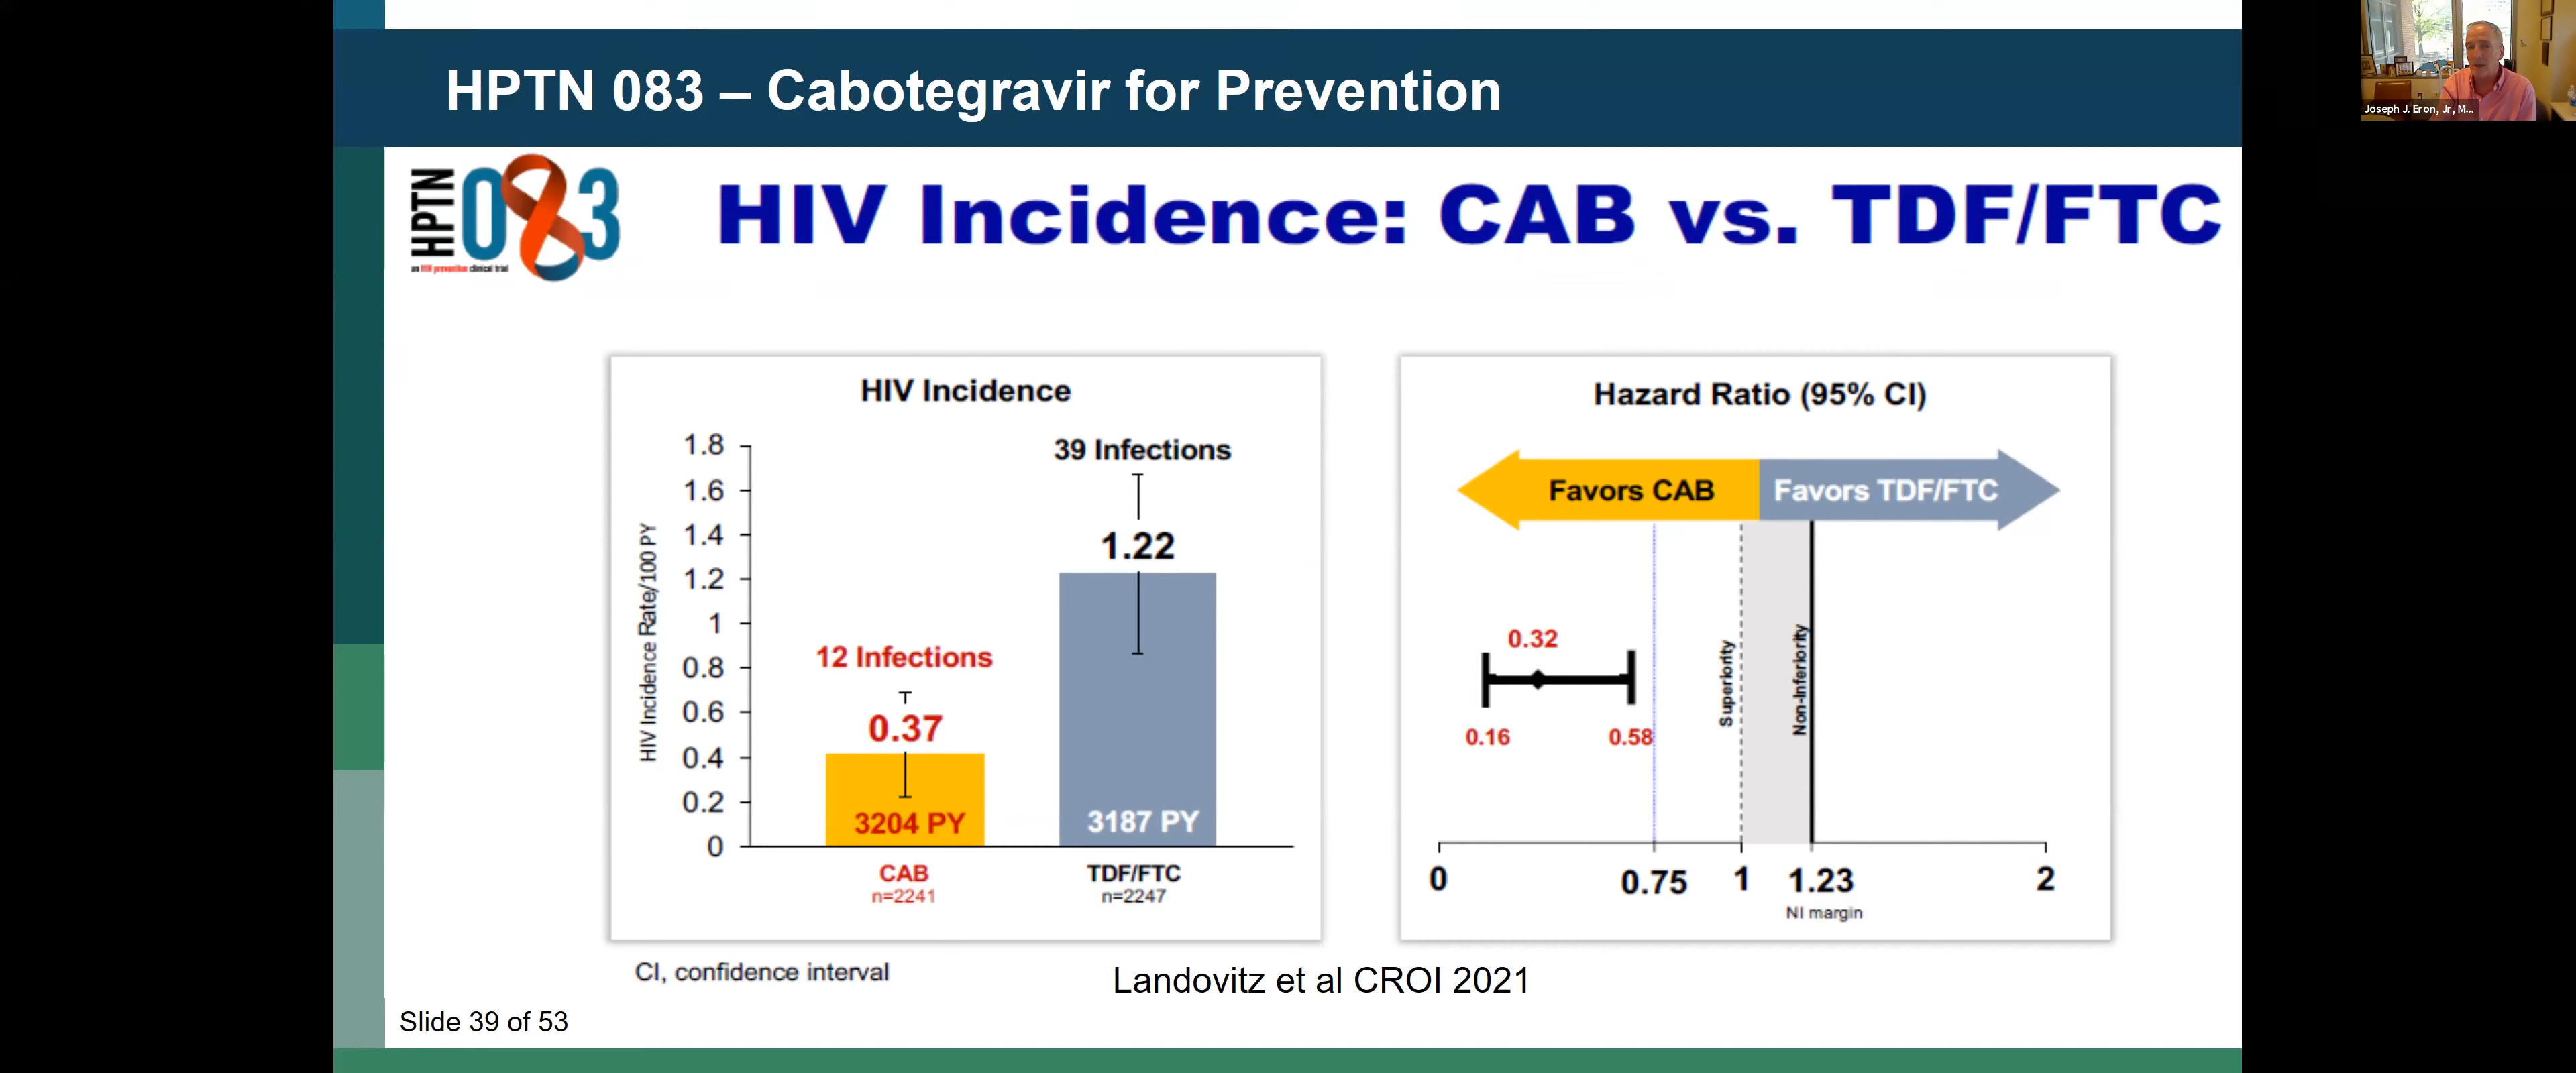 HPTN 083 – Cabotegravir for Prevention
Joseph J. Eron, Jr, M...
HPTN 083
an HIV prevention clinical trial
HIV Incidence: CAB vs. TDF/FTC
HIV Incidence
HIV Incidence Rate/100 PY
1.8
1.6
1.4
1.2
1
0.8
0.6
0.4
0.2
0
12 Infections
0.37
3204 PY
CAB
n=2241
39 Infections
1.22
3187 PY
TDF/FTC
n=2247
Hazard Ratio (95% CI)
Favors CAB
Favors TDF/FTC
0.32
0.16
0.58
Superiority
Non-Inferiority
0
0.75
1
1.23
2
NI margin
CI, confidence interval
Landovitz et al CROI 2021
Slide 39 of 53